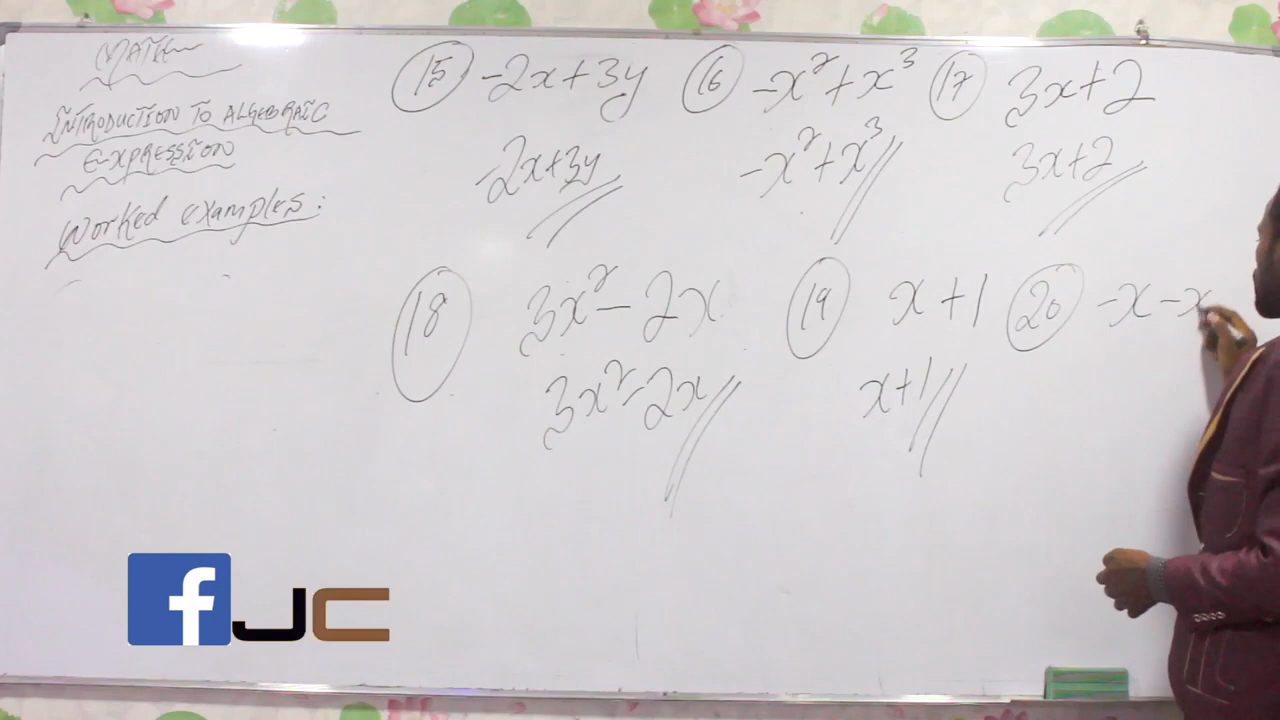 MATH
INTRODUCTION TO ALGEBRAIC
EXPRESSION
Worked examples:
15 -2x+3y
-2x+3y
16 -x²+x³
-x²+x³
17 3x+2
3x+2
18 3x²-2x
3x²-2x
19 x+1
x+1
20 -x-x
f JC